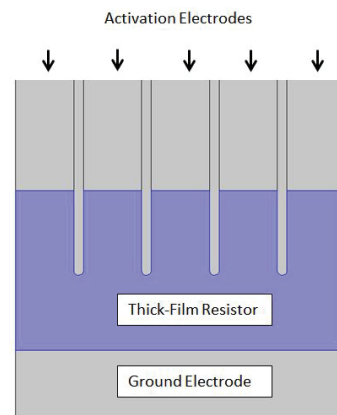 Activation Electrodes
Thick-Film Resistor
Ground Electrode